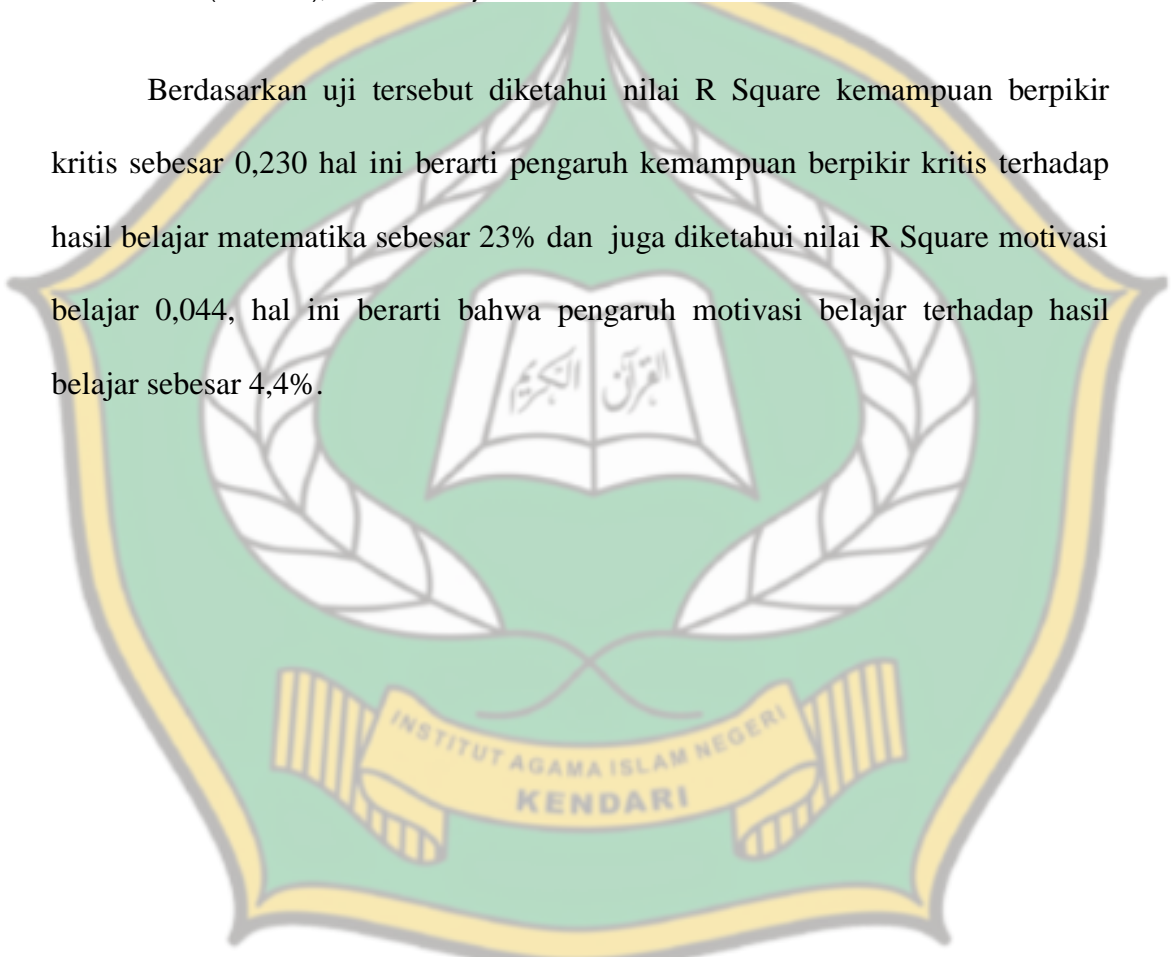 Berdasarkan uji tersebut diketahui nilai R Square kemampuan berpikir
kritis sebesar 0,230 hal ini berarti pengaruh kemampuan berpikir kritis terhadap
hasil belajar matematika sebesar 23% dan juga diketahui nilai R Square motivasi
belajar 0,044, hal ini berarti bahwa pengaruh motivasi belajar terhadap hasil
belajar sebesar 4,4%.
القرآن الكريم
INSTITUT AGAMA ISLAM NEGERI
KENDARI